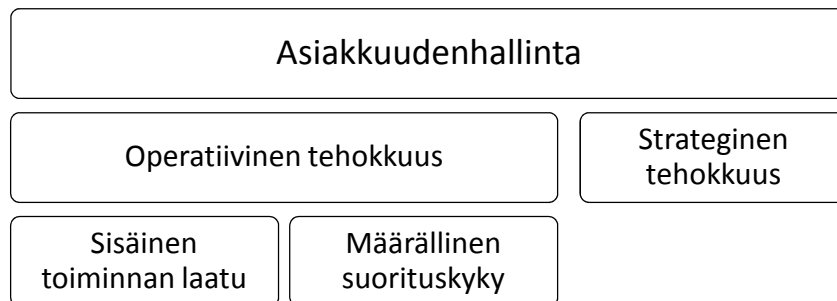 Asiakkuudenhallinta
Operatiivinen tehokkuus
Strateginen
tehokkuus
Sisäinen
toiminnan laatu
Määrällinen
suorituskyky